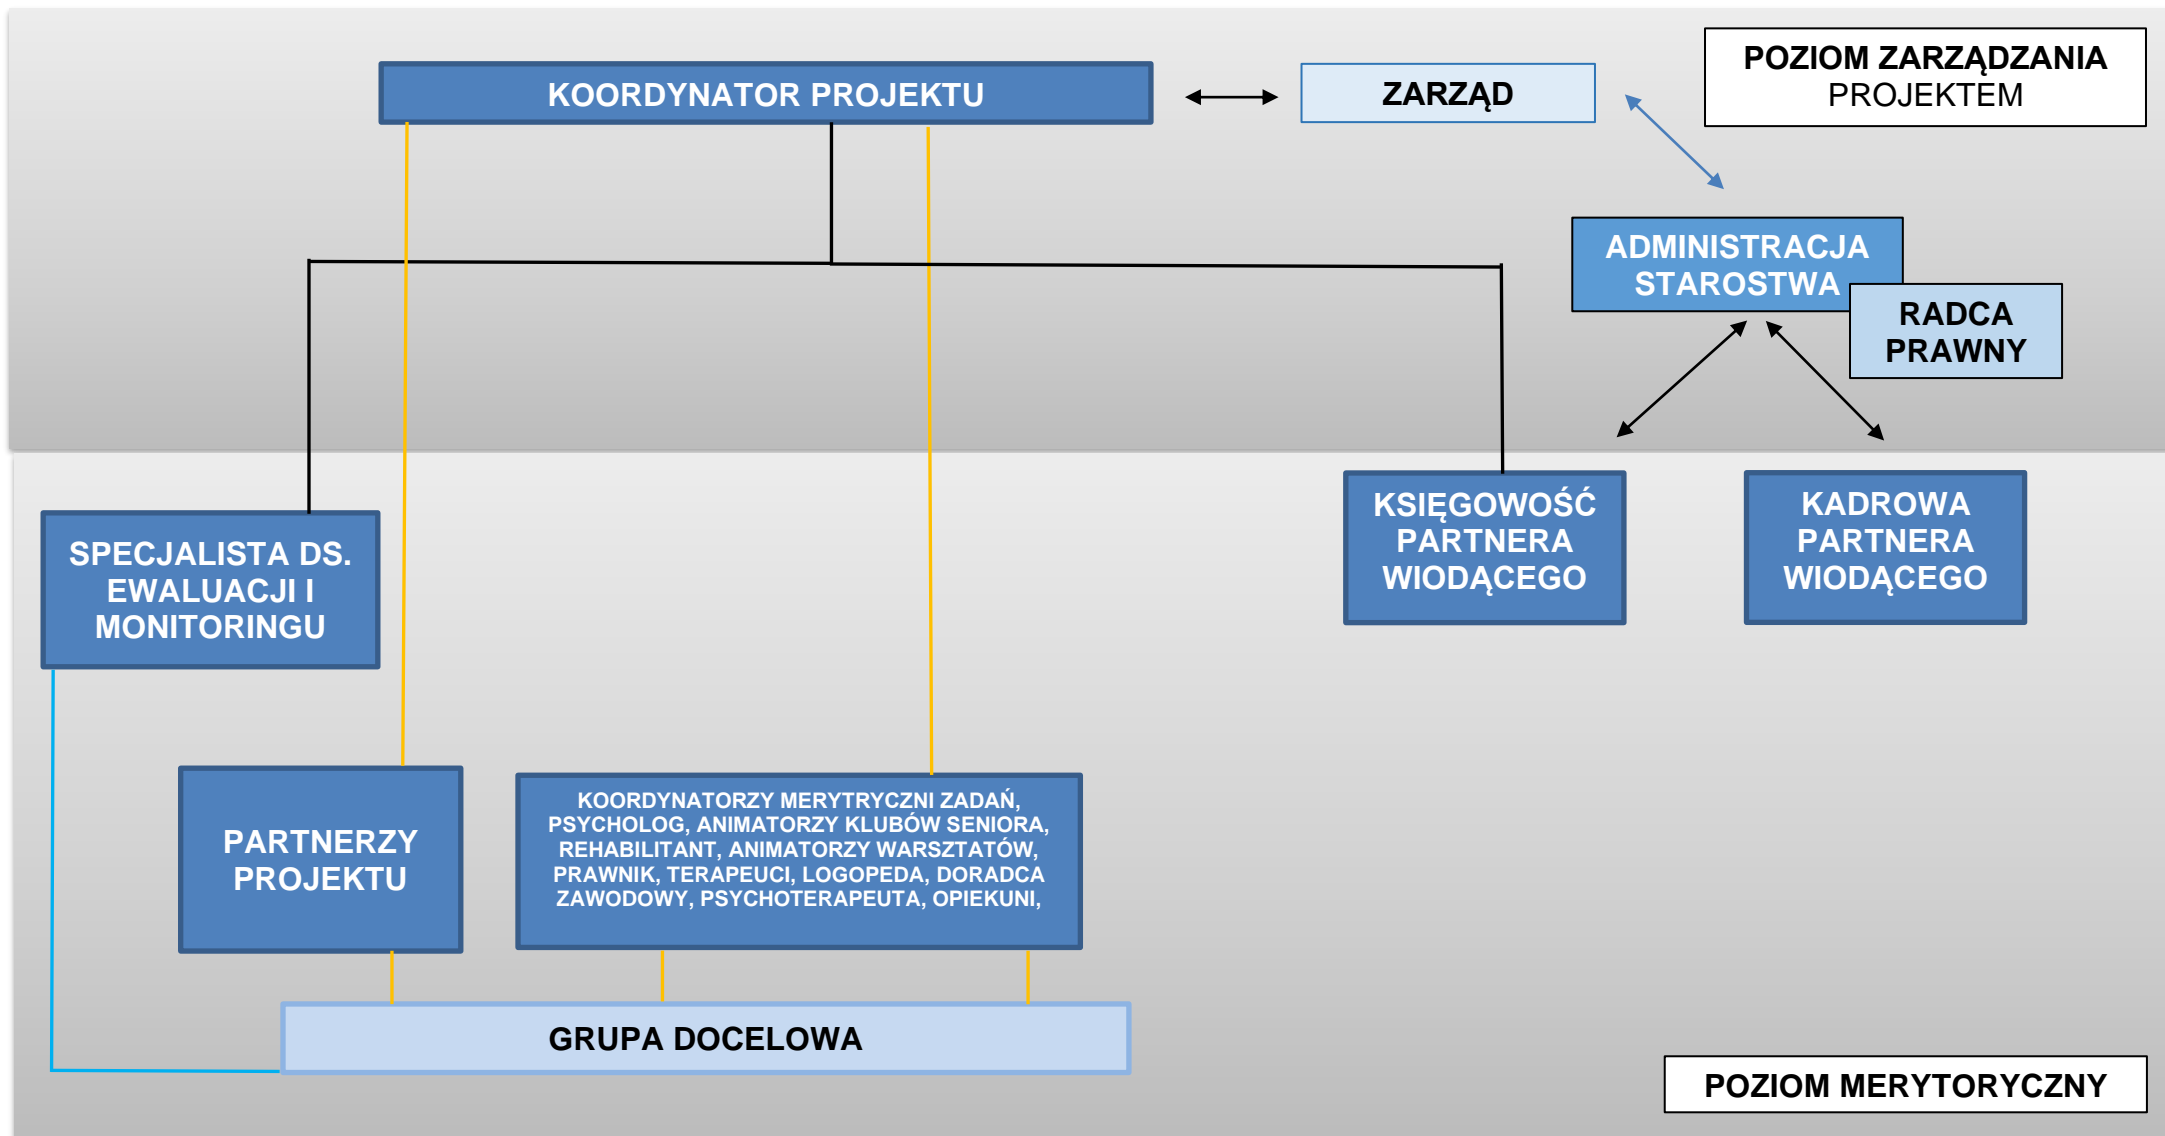 KOORDYNATOR PROJEKTU
ZARZĄD
POZIOM ZARZĄDZANIA
PROJEKTEM
ADMINISTRACJA
STAROSTWA
RADCA
PRAWNY
SPECJALISTA DS.
EWALUACJI I
MONITORINGU
KSIĘGOWOŚĆ
PARTNERA
WIODĄCEGO
KADROWA
PARTNERA
WIODĄCEGO
PARTNERZY
PROJEKTU
KOORDYNATORZY MERYTRYCZNI ZADAŃ,
PSYCHOLOG, ANIMATORZY KLUBÓW SENIORA,
REHABILITANT, ANIMATORZY WARSZTATÓW,
PRAWNIK, TERAPEUCI, LOGOPEDA, DORADCA
ZAWODOWY, PSYCHOTERAPEUTA, OPIEKUNI,
GRUPA DOCELOWA
POZIOM MERYTORYCZNY